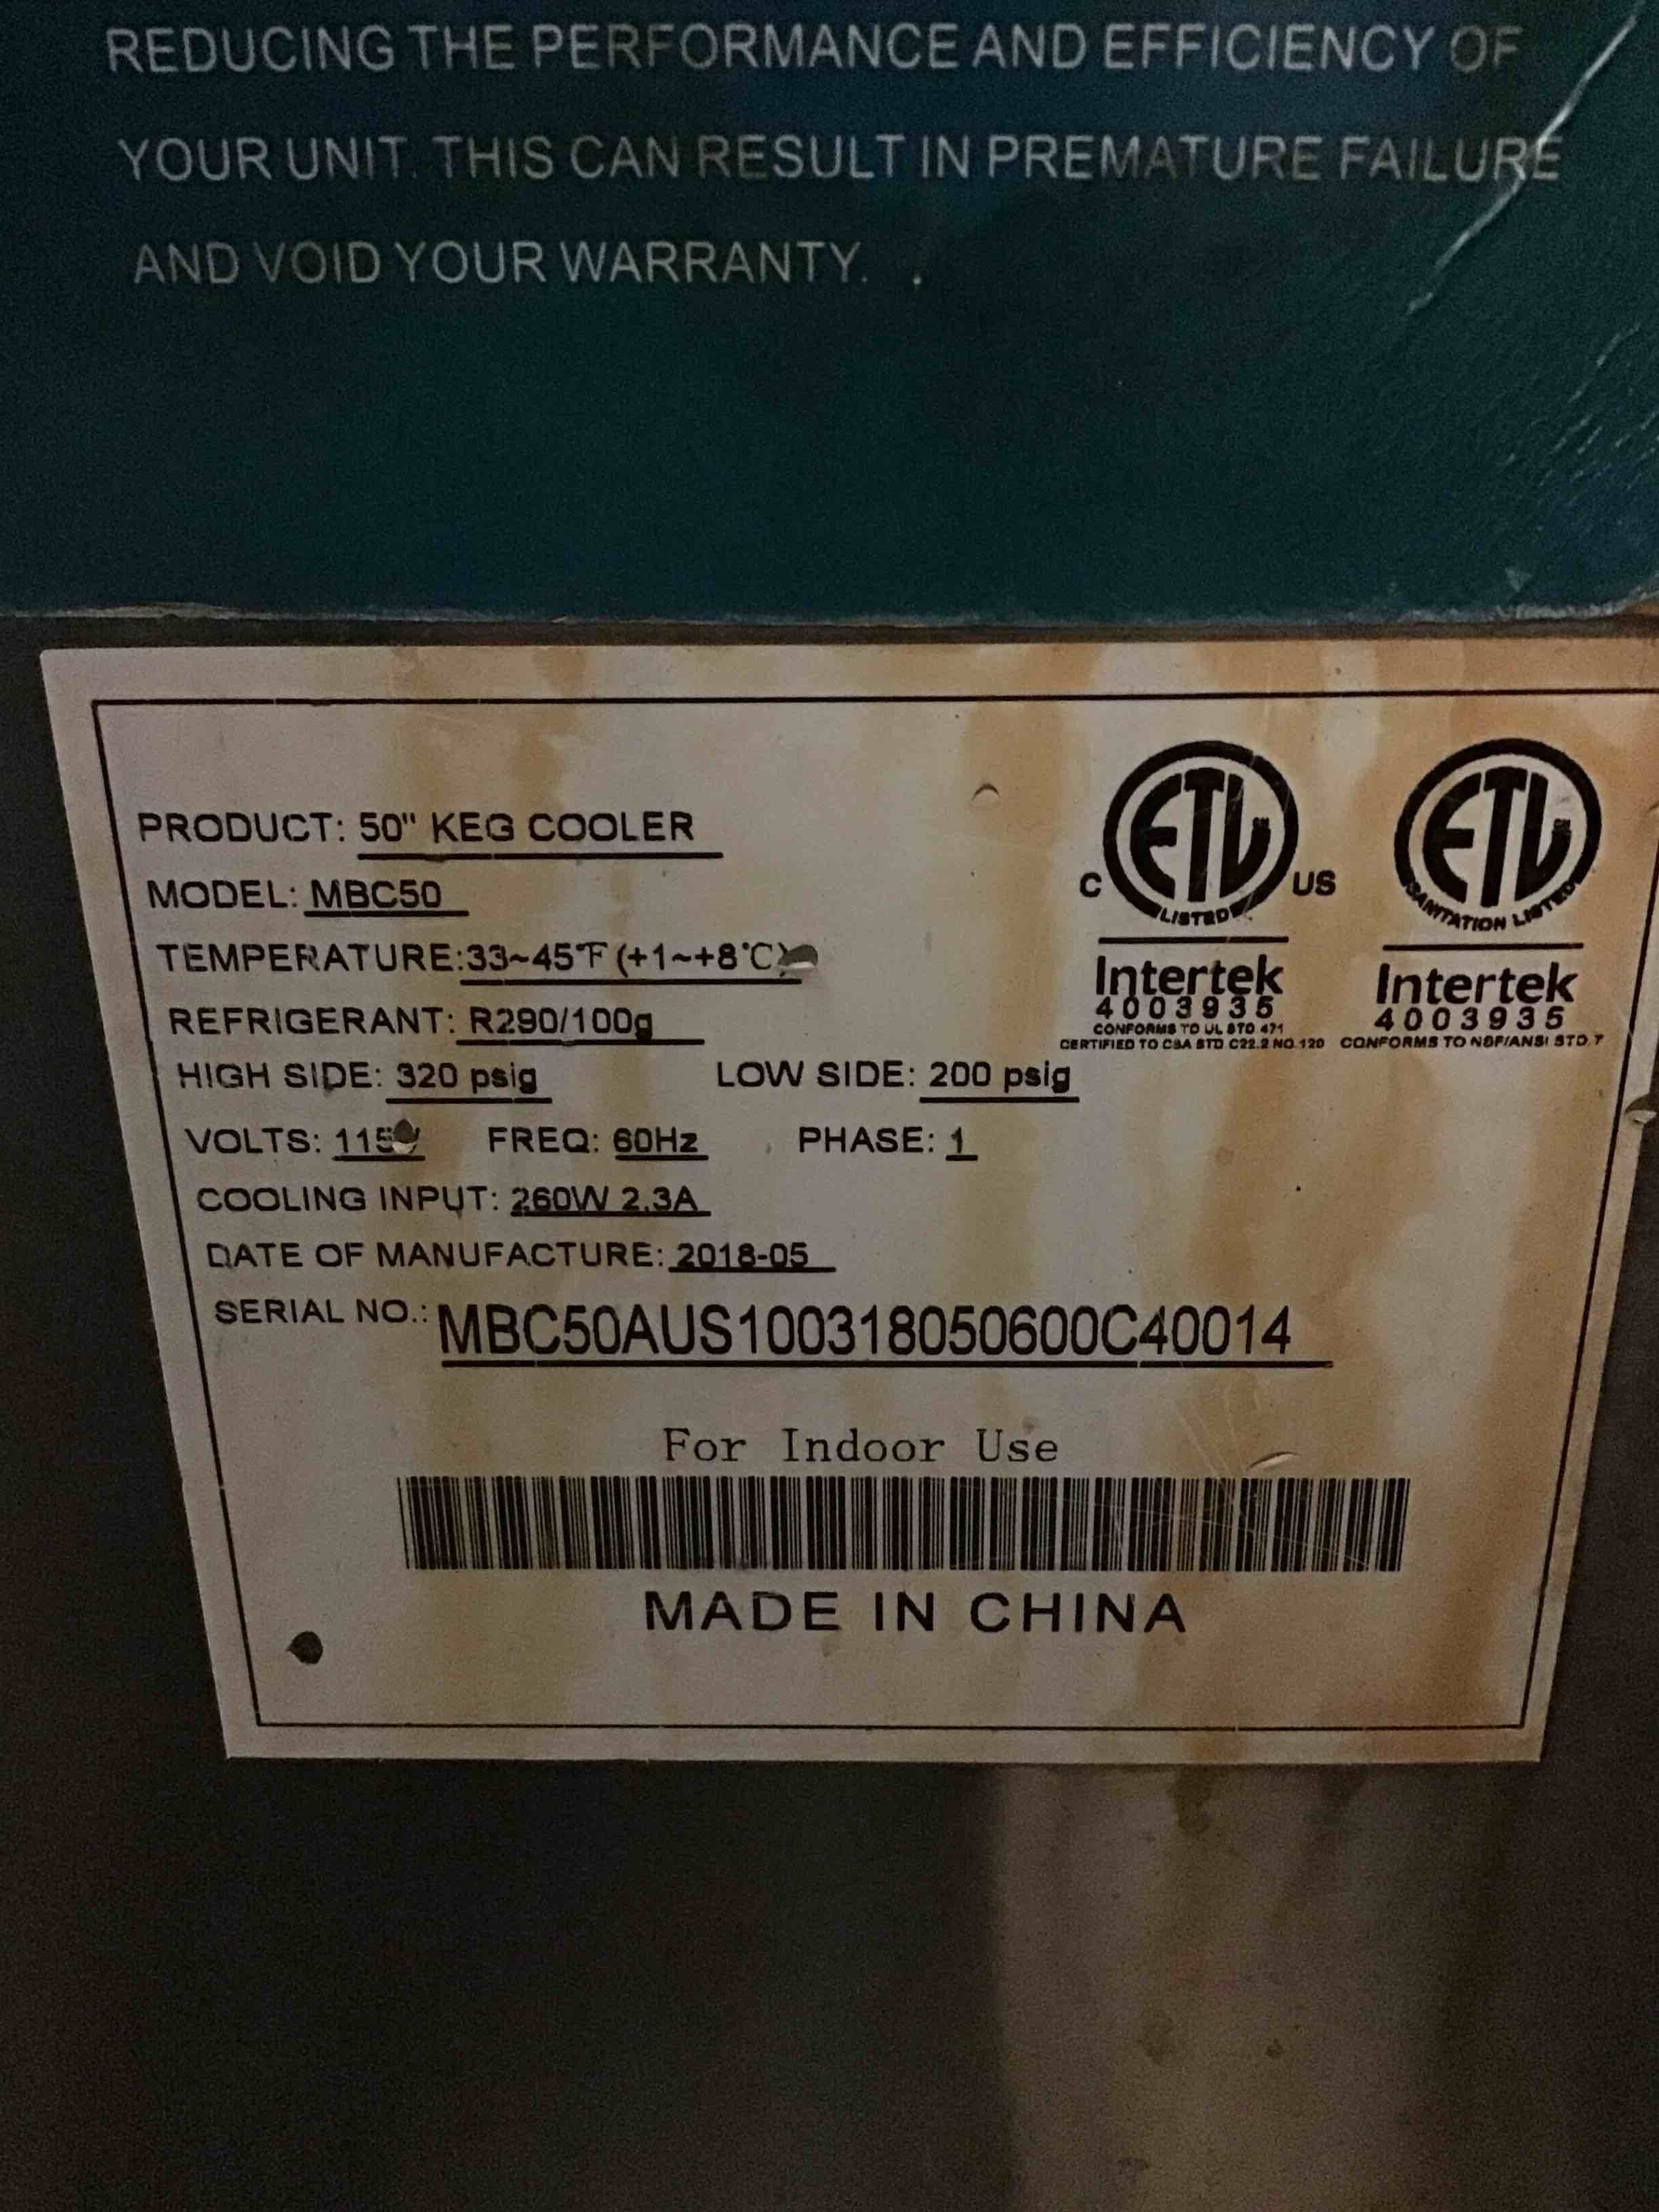 REDUCING THE PERFORMANCE AND EFFICIENCY OF
YOUR UNIT. THIS CAN RESULT IN PREMATURE FAILURE
AND VOID YOUR WARRANTY.
PRODUCT: 50" KEG COOLER
MODEL: MBC50
TEMPERATURE:33~45°F (+1~+8°C)
REFRIGERANT: R290/100g
HIGH SIDE: 320 psig LOW SIDE: 200 psig
VOLTS: 115V FREQ: 60Hz PHASE: 1
COOLING INPUT: 260W 2.3A
DATE OF MANUFACTURE: 2018-05
SERIAL NO.: MBC50AUS100318050600C40014
C ETL US
LISTED
Intertek
4003935
CONFORMS TO UL STD 471
CERTIFIED TO CSA STD C22.2 NO.120
ETL
SANITATION LISTED
Intertek
4003935
CONFORMS TO NSF/ANSI STD.7
For Indoor Use
MADE IN CHINA